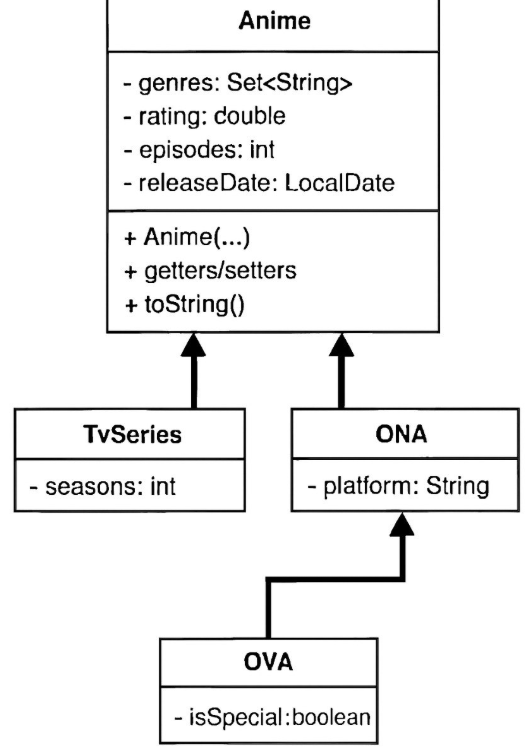 Anime
- genres: Set<String>
- rating: double
- episodes: int
- releaseDate: LocalDate
+ Anime(...)
+ getters/setters
+ toString()
TvSeries
- seasons: int
ONA
- platform: String
OVA
- isSpecial:boolean